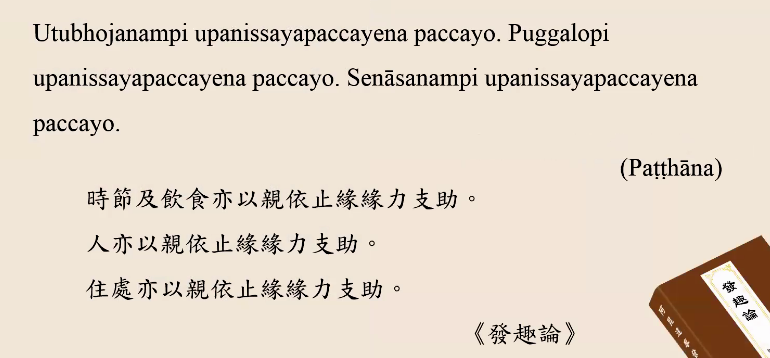 Utubhojanampi upanissayapaccayena paccayo. Puggalopi
upanissayapaccayena paccayo. Senāsanampi upanissayapaccayena
paccayo.
(Paṭṭhāna)
時節及飲食亦以親依止緣緣力支助。
人亦以親依止緣緣力支助。
住處亦以親依止緣緣力支助。
《發趣論》
發趣論